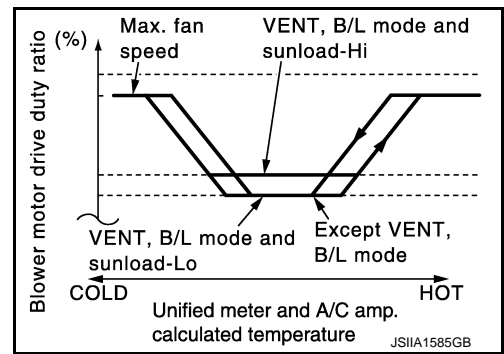 Blower motor drive duty ratio
(%)
Max. fan
speed
VENT, B/L mode and
sunload-Hi
VENT, B/L mode and
sunload-Lo
Except VENT,
B/L mode
COLD
HOT
Unified meter and A/C amp.
calculated temperature
JSIIA1585GB